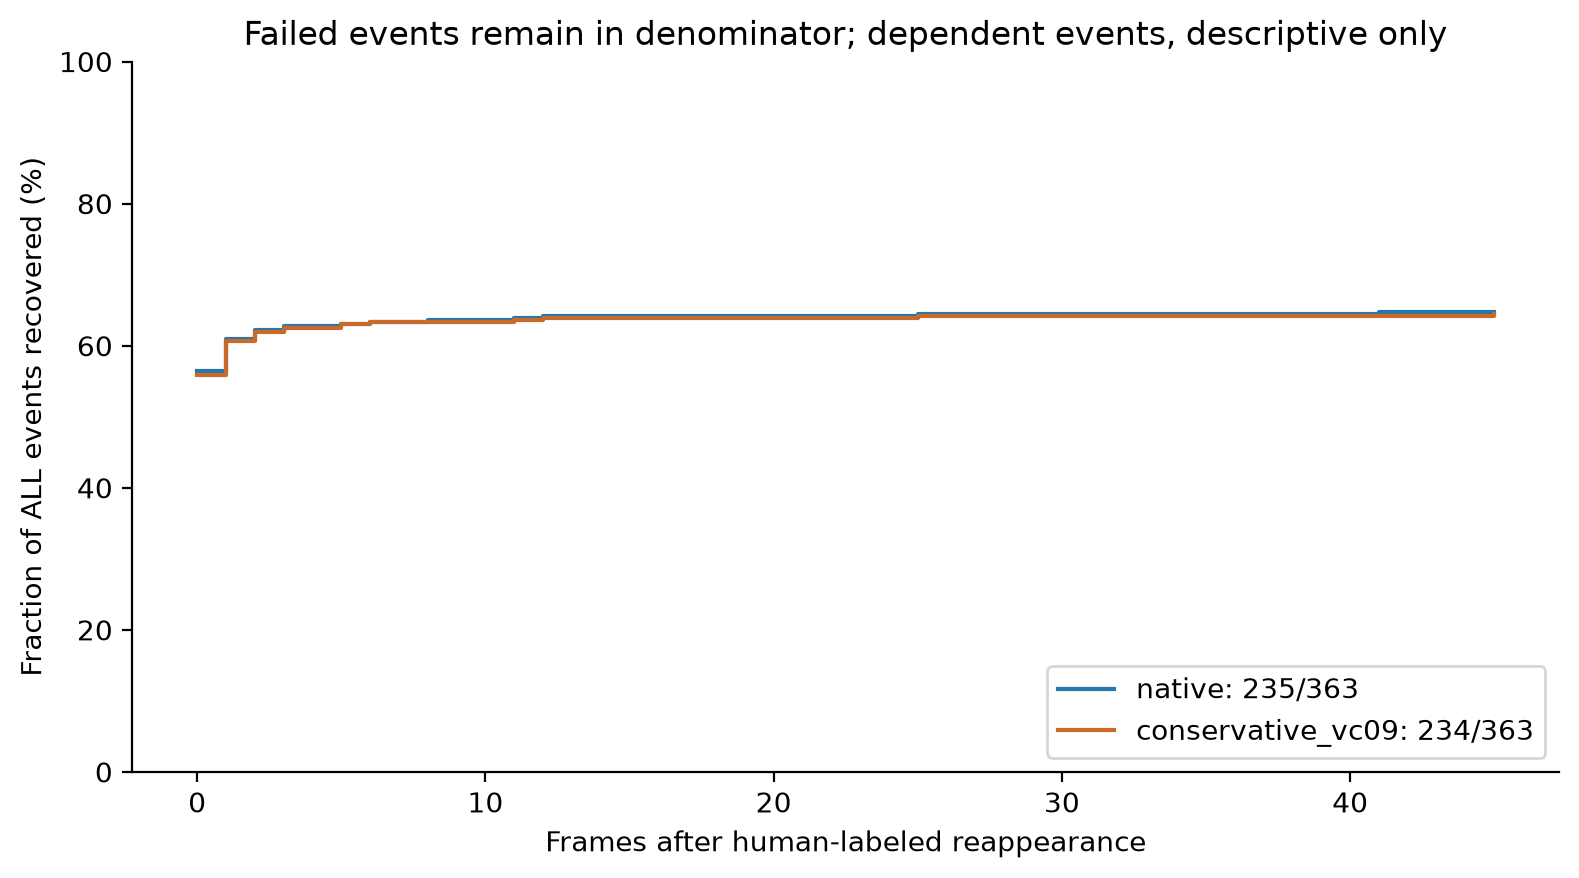 Failed events remain in denominator; dependent events, descriptive only
Fraction of ALL events recovered (%)
100
80
60
40
20
0
native: 235/363
conservative_vc09: 234/363
0 10 20 30 40
Frames after human-labeled reappearance